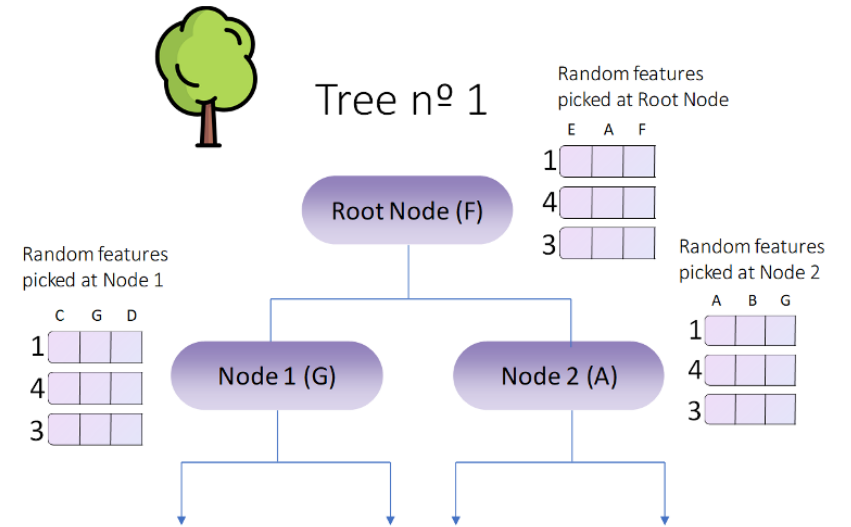 Tree nº 1
Random features
picked at Root Node
E A F
1
4
3
Root Node (F)
Random features
picked at Node 1
C G D
1
4
3
Node 1 (G)
Node 2 (A)
Random features
picked at Node 2
A B G
1
4
3